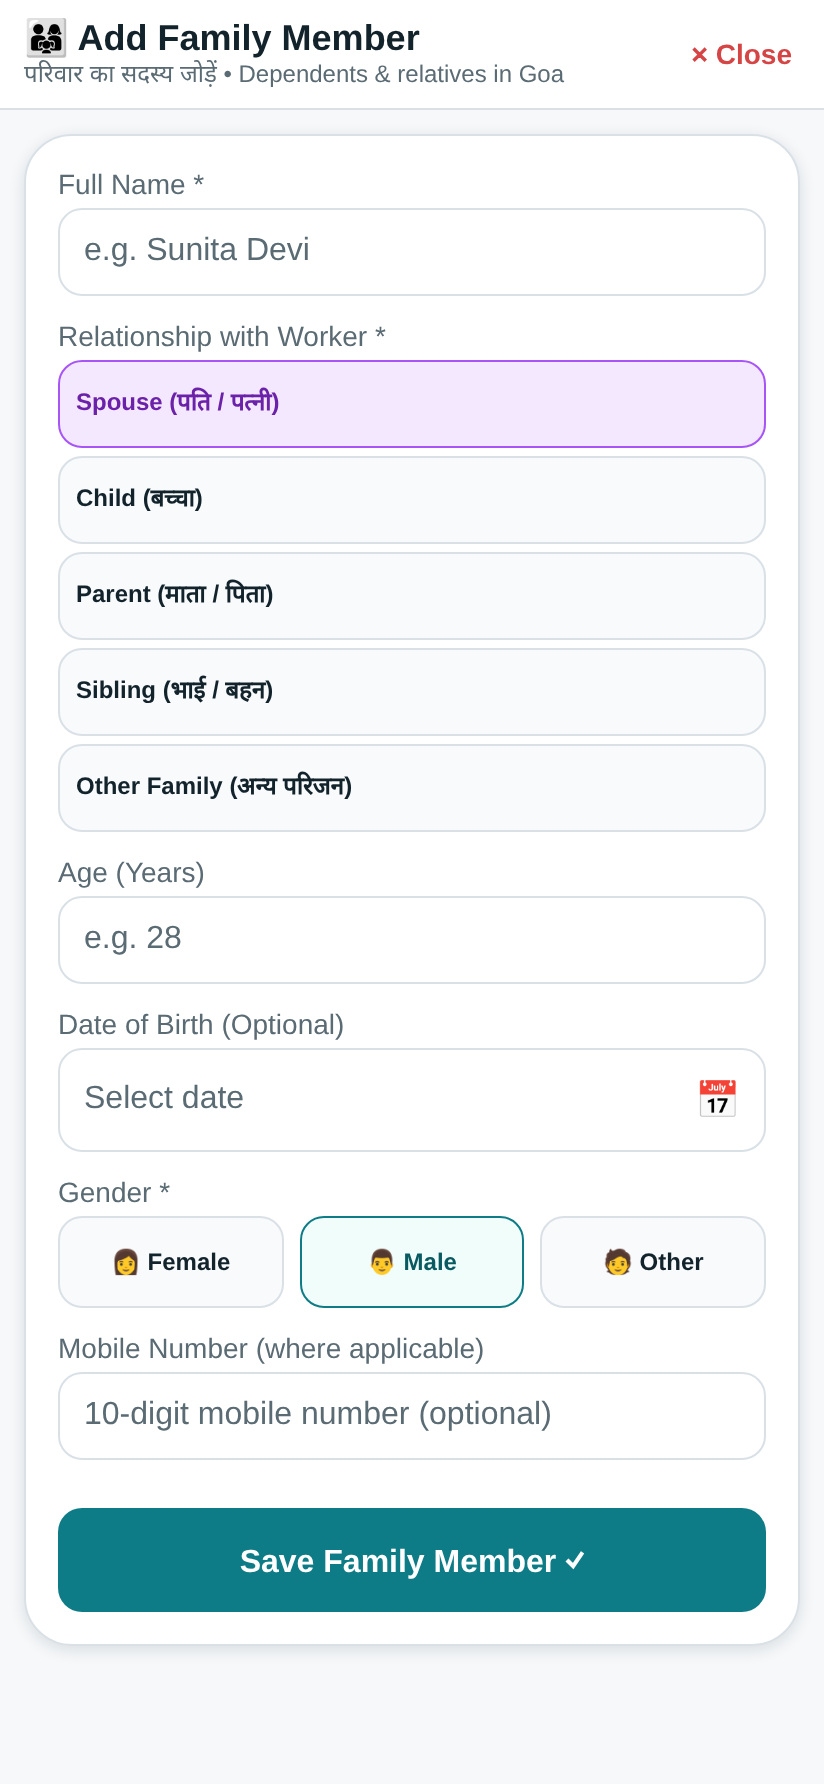 👨‍👩‍👧 Add Family Member
परिवार का सदस्य जोड़ें • Dependents & relatives in Goa
× Close
Full Name *
e.g. Sunita Devi
Relationship with Worker *
Spouse (पति / पत्नी)
Child (बच्चा)
Parent (माता / पिता)
Sibling (भाई / बहन)
Other Family (अन्य परिजन)
Age (Years)
e.g. 28
Date of Birth (Optional)
Select date 📅
Gender *
👩 Female 👨 Male 🧑 Other
Mobile Number (where applicable)
10-digit mobile number (optional)
Save Family Member ✓